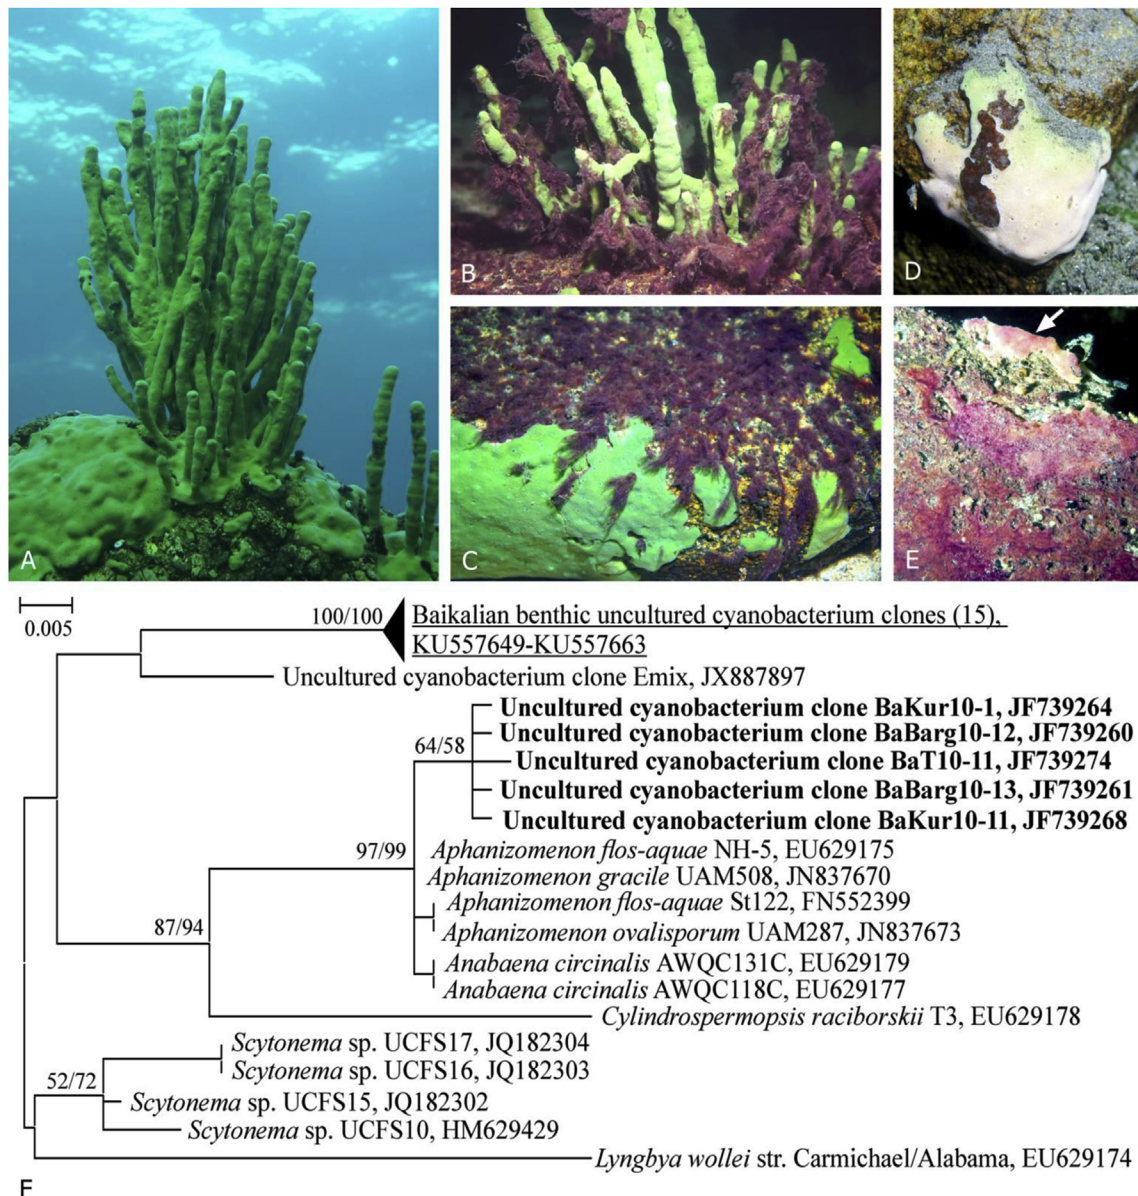 A
B
C
D
E
0.005
100/100
Baikalian benthic uncultured cyanobacterium clones (15),
KU557649-KU557663
Uncultured cyanobacterium clone Emix, JX887897
Uncultured cyanobacterium clone BaKur10-1, JF739264
64/58
Uncultured cyanobacterium clone BaBarg10-12, JF739260
Uncultured cyanobacterium clone BaT10-11, JF739274
Uncultured cyanobacterium clone BaBarg10-13, JF739261
Uncultured cyanobacterium clone BaKur10-11, JF739268
97/99
Aphanizomenon flos-aquae NH-5, EU629175
Aphanizomenon gracile UAM508, JN837670
Aphanizomenon flos-aquae St122, FN552399
87/94
Aphanizomenon ovalisporum UAM287, JN837673
Anabaena circinalis AWQC131C, EU629179
Anabaena circinalis AWQC118C, EU629177
Cylindrospermopsis raciborskii T3, EU629178
Scytonema sp. UCFS17, JQ182304
Scytonema sp. UCFS16, JQ182303
52/72
Scytonema sp. UCFS15, JQ182302
Scytonema sp. UCFS10, HM629429
Lyngbya wollei str. Carmichael/Alabama, EU629174